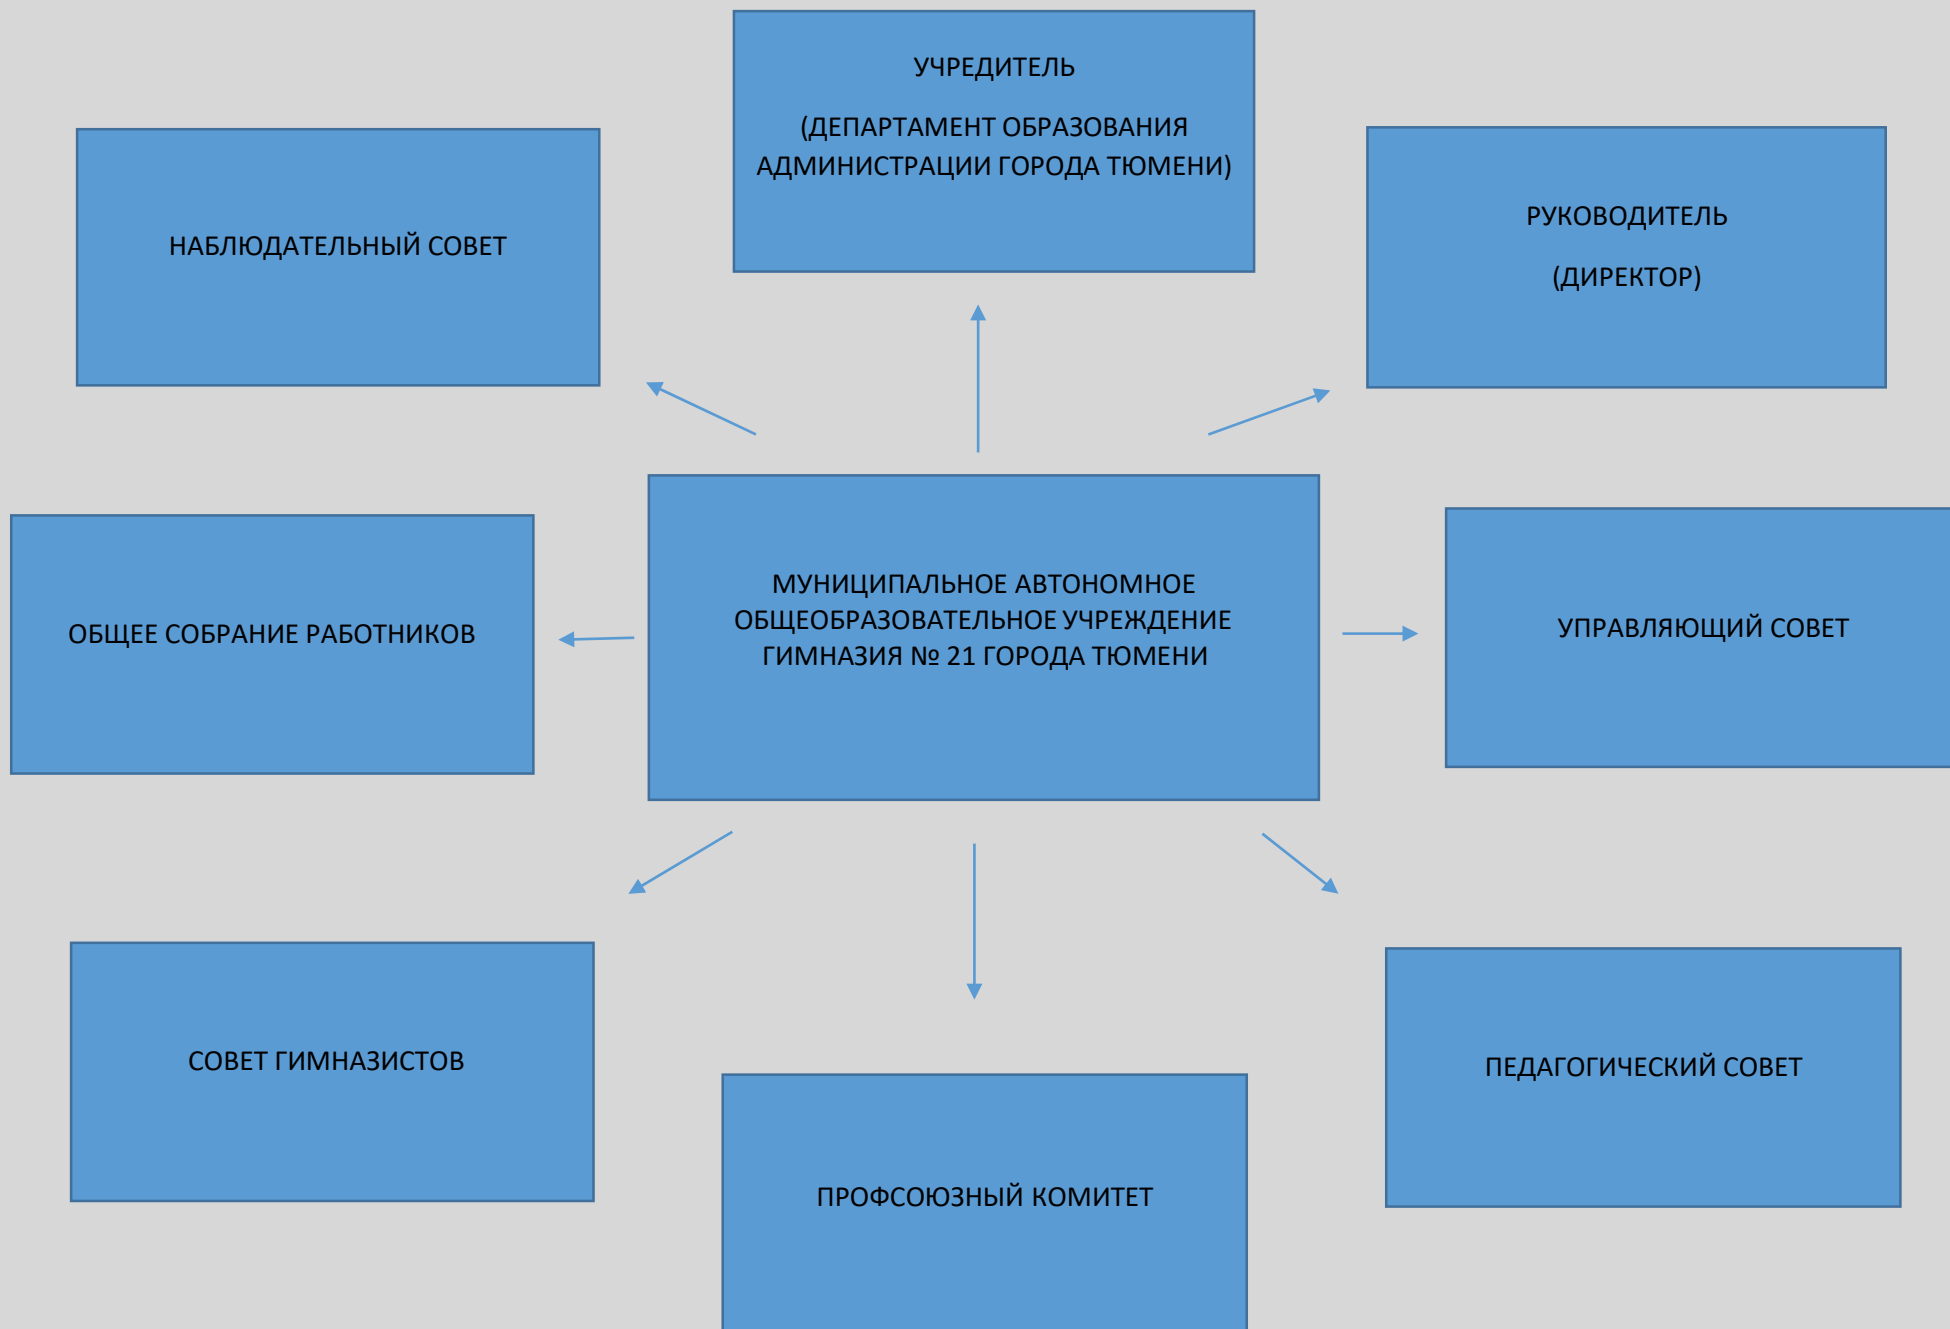 УЧРЕДИТЕЛЬ
(ДЕПАРТАМЕНТ ОБРАЗОВАНИЯ
АДМИНИСТРАЦИИ ГОРОДА ТЮМЕНИ)
НАБЛЮДАТЕЛЬНЫЙ СОВЕТ
РУКОВОДИТЕЛЬ
(ДИРЕКТОР)
МУНИЦИПАЛЬНОЕ АВТОНОМНОЕ
ОБЩЕОБРАЗОВАТЕЛЬНОЕ УЧРЕЖДЕНИЕ
ГИМНАЗИЯ № 21 ГОРОДА ТЮМЕНИ
ОБЩЕЕ СОБРАНИЕ РАБОТНИКОВ
УПРАВЛЯЮЩИЙ СОВЕТ
СОВЕТ ГИМНАЗИСТОВ
ПЕДАГОГИЧЕСКИЙ СОВЕТ
ПРОФСОЮЗНЫЙ КОМИТЕТ